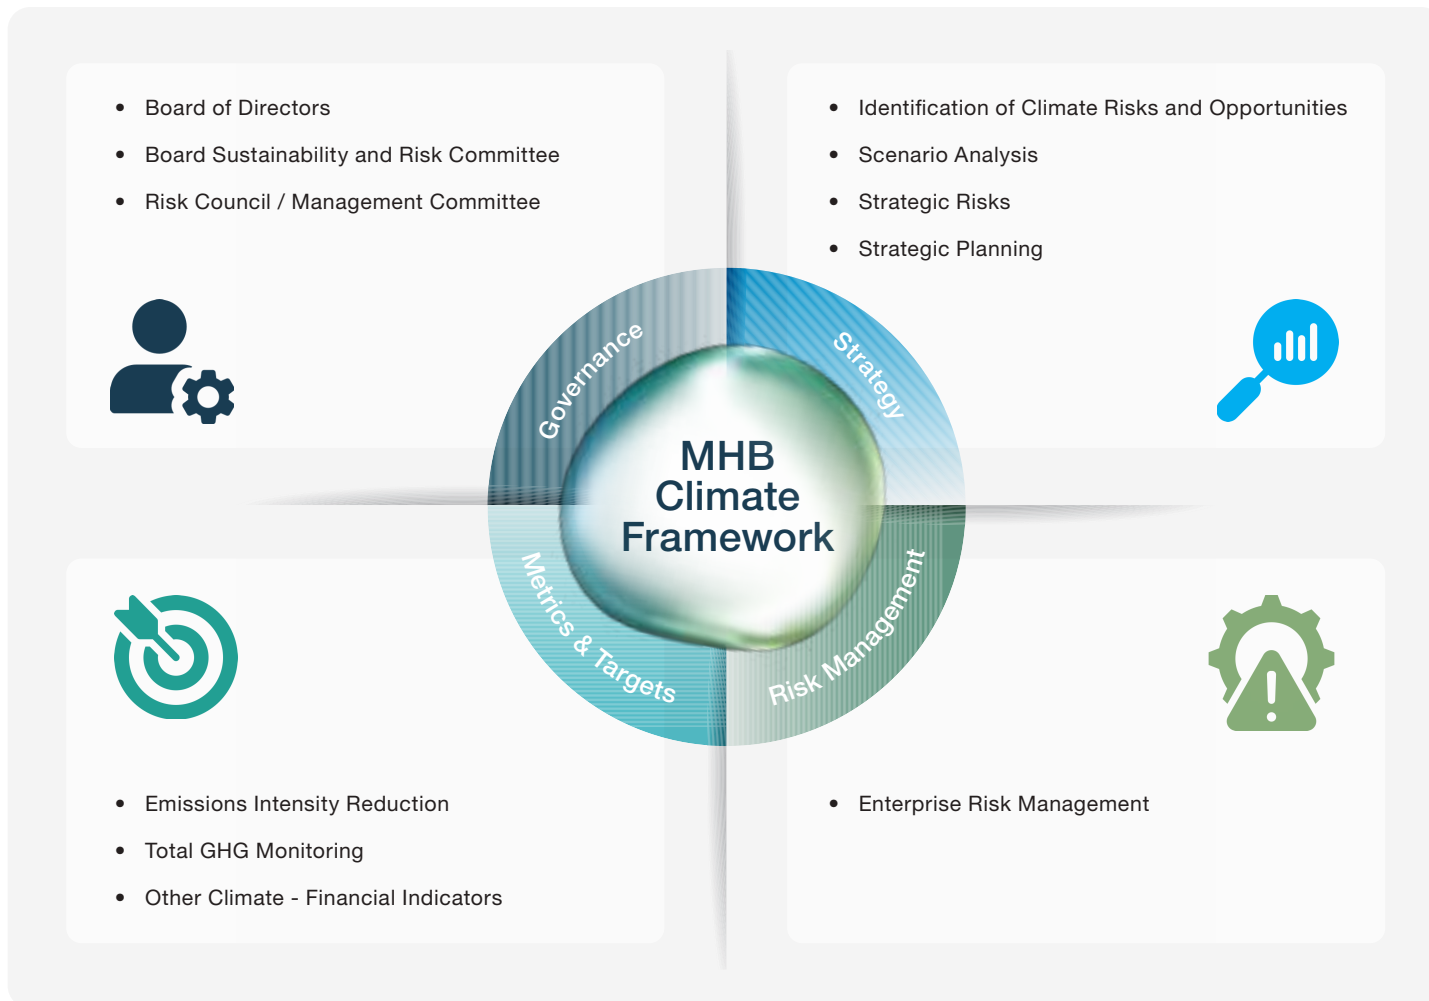 • Board of Directors
• Board Sustainability and Risk Committee
• Risk Council / Management Committee
• Identification of Climate Risks and Opportunities
• Scenario Analysis
• Strategic Risks
• Strategic Planning
Governance
Strategy
MHB
Climate
Framework
Metrics & Targets
Risk Management
• Emissions Intensity Reduction
• Total GHG Monitoring
• Other Climate - Financial Indicators
• Enterprise Risk Management